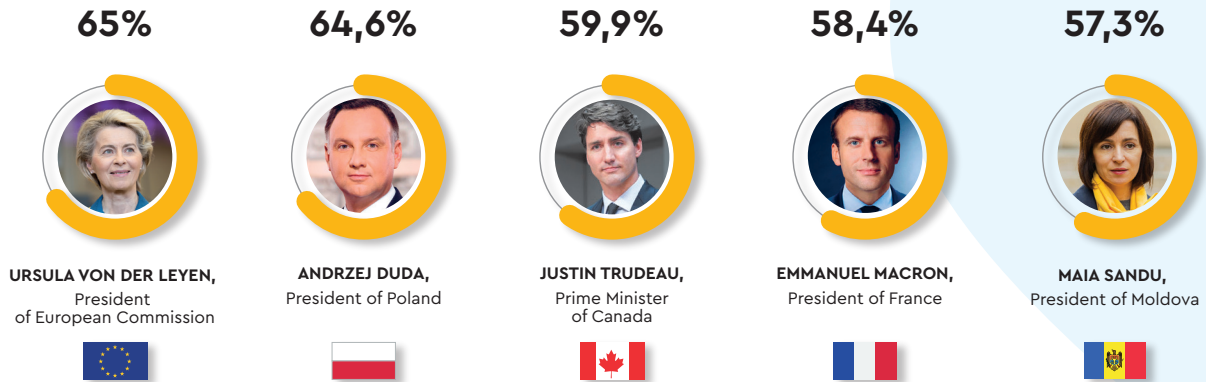 65%
64,6%
59,9%
58,4%
57,3%
URSULA VON DER LEYEN,
President
of European Commission
ANDRZEJ DUDA,
President of Poland
JUSTIN TRUDEAU,
Prime Minister
of Canada
EMMANUEL MACRON,
President of France
MAIA SANDU,
President of Moldova